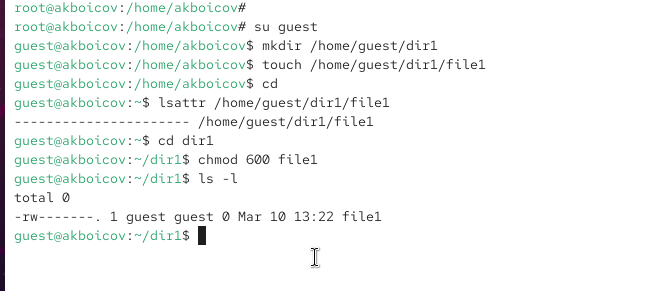 root@akboicov:/home/akboicov#
root@akboicov:/home/akboicov# su guest
guest@akboicov:/home/akboicov$ mkdir /home/guest/dir1
guest@akboicov:/home/akboicov$ touch /home/guest/dir1/file1
guest@akboicov:/home/akboicov$ cd
guest@akboicov:~$ lsattr /home/guest/dir1/file1
---------------------- /home/guest/dir1/file1
guest@akboicov:~$ cd dir1
guest@akboicov:~/dir1$ chmod 600 file1
guest@akboicov:~/dir1$ ls -l
total 0
-rw-------. 1 guest guest 0 Mar 10 13:22 file1
guest@akboicov:~/dir1$